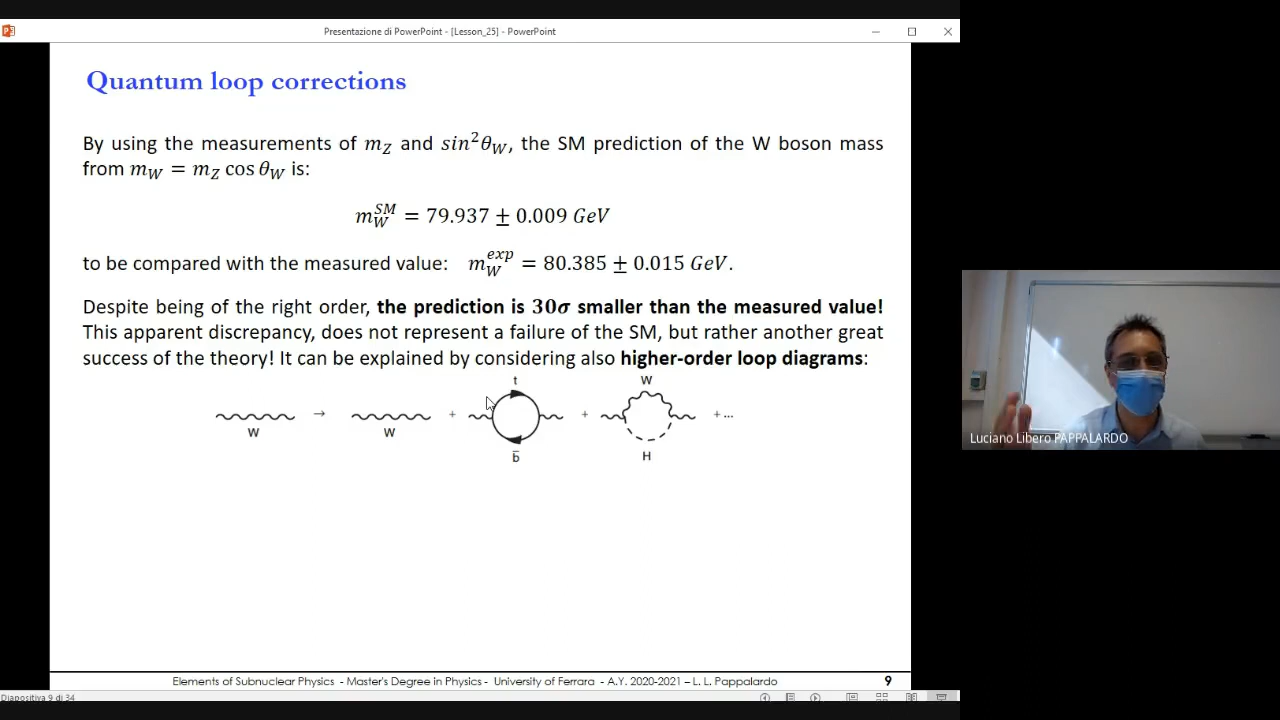 Presentazione di PowerPoint - [Lesson_25] - PowerPoint
Quantum loop corrections
By using the measurements of m_Z and sin²θ_W, the SM prediction of the W boson mass
from m_W = m_Z cos θ_W is:
m_W^SM = 79.937 ± 0.009 GeV
to be compared with the measured value: m_W^exp = 80.385 ± 0.015 GeV.
Despite being of the right order, the prediction is 30σ smaller than the measured value!
This apparent discrepancy, does not represent a failure of the SM, but rather another great
success of the theory! It can be explained by considering also higher-order loop diagrams:
t W
W → W + + + ...
b̄ H
Luciano Libero PAPPALARDO
Elements of Subnuclear Physics - Master's Degree in Physics - University of Ferrara - A.Y. 2020-2021 – L. L. Pappalardo 9
Diapositiva 9 di 34